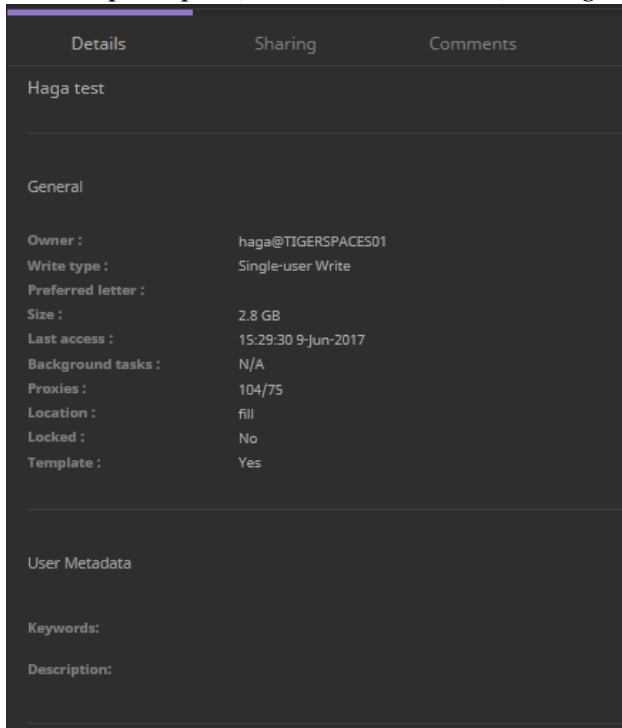 Details Sharing Comments
Haga test
General
Owner : haga@TIGERSPACES01
Write type : Single-user Write
Preferred letter :
Size : 2.8 GB
Last access : 15:29:30 9-Jun-2017
Background tasks : N/A
Proxies : 104/75
Location : fill
Locked : No
Template : Yes
User Metadata
Keywords:
Description: